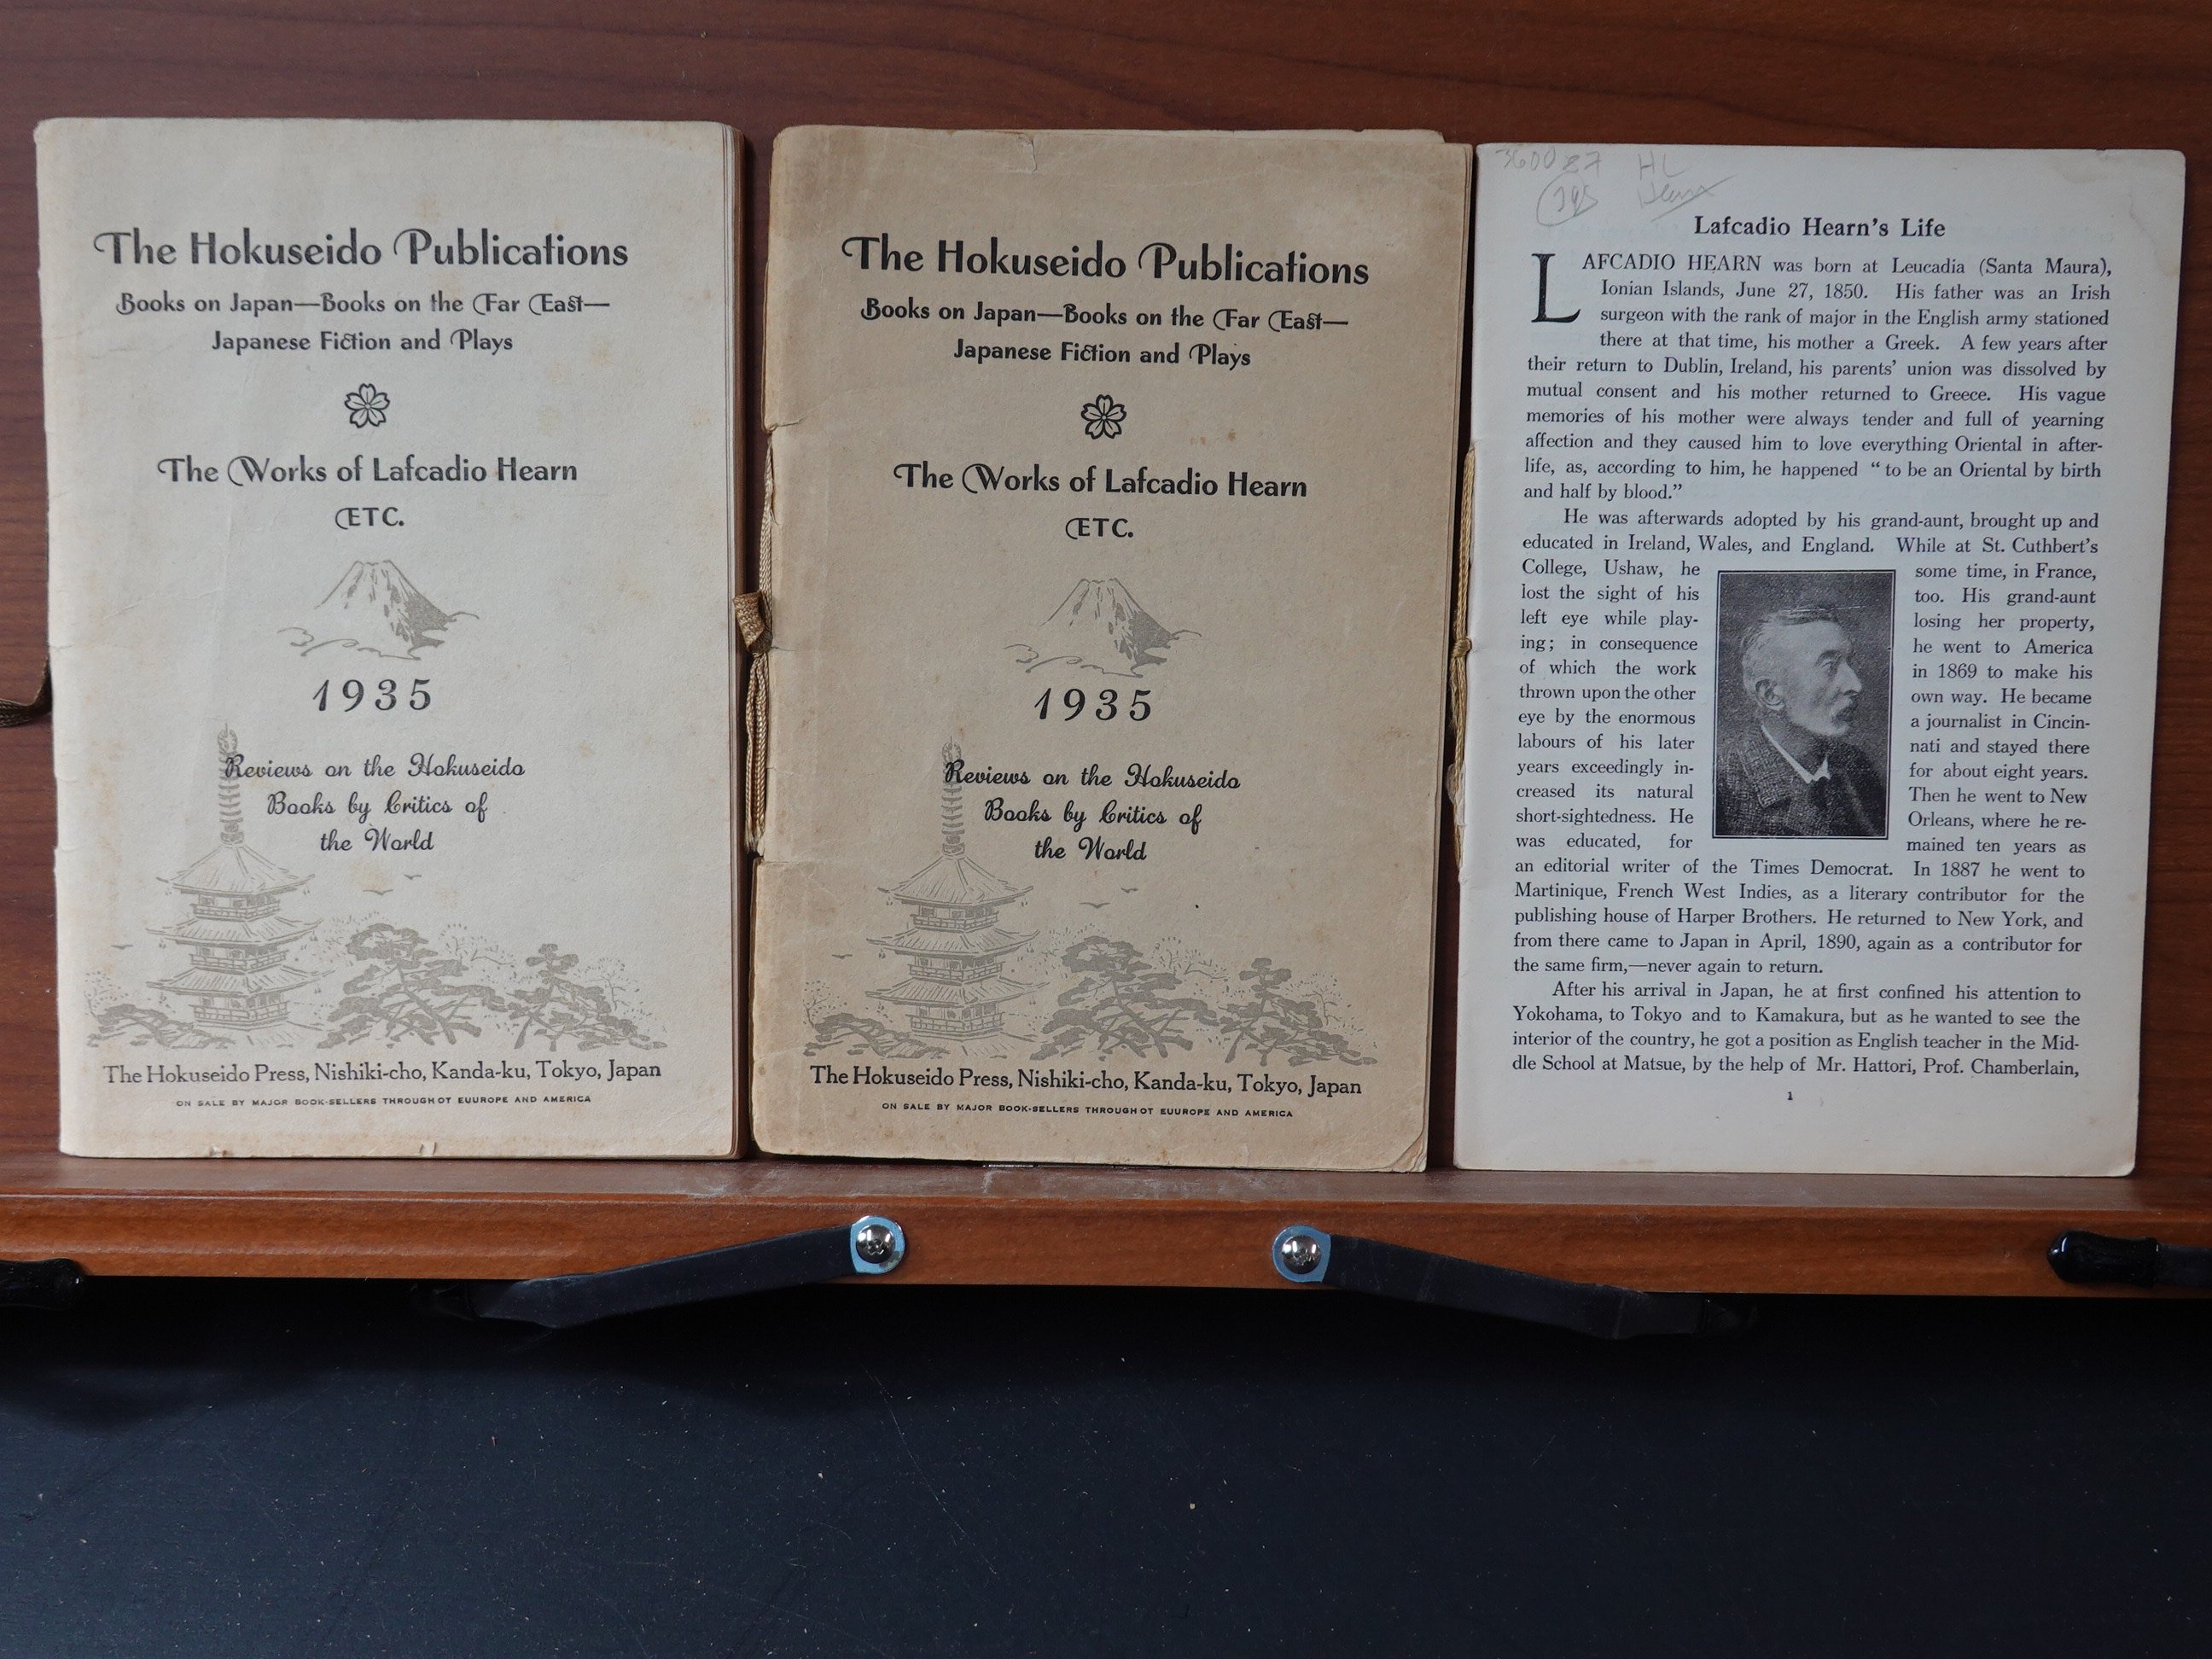 The Hokuseido Publications
Books on Japan—Books on the Far East—
Japanese Fiction and Plays
The Works of Lafcadio Hearn
ETC.
1935
Reviews on the Hokuseido
Books by Critics of
the World
The Hokuseido Press, Nishiki-cho, Kanda-ku, Tokyo, Japan
ON SALE BY MAJOR BOOK-SELLERS THROUGHOT EUUROPE AND AMERICA
The Hokuseido Publications
Books on Japan—Books on the Far East—
Japanese Fiction and Plays
The Works of Lafcadio Hearn
ETC.
1935
Reviews on the Hokuseido
Books by Critics of
the World
The Hokuseido Press, Nishiki-cho, Kanda-ku, Tokyo, Japan
ON SALE BY MAJOR BOOK-SELLERS THROUGHOT EUUROPE AND AMERICA
HL
Lafcadio Hearn's Life
LAFCADIO HEARN was born at Leucadia (Santa Maura),
Ionian Islands, June 27, 1850. His father was an Irish
surgeon with the rank of major in the English army stationed
there at that time, his mother a Greek. A few years after
their return to Dublin, Ireland, his parents' union was dissolved by
mutual consent and his mother returned to Greece. His vague
memories of his mother were always tender and full of yearning
affection and they caused him to love everything Oriental in after-
life, as, according to him, he happened "to be an Oriental by birth
and half by blood."
He was afterwards adopted by his grand-aunt, brought up and
educated in Ireland, Wales, and England. While at St. Cuthbert's
College, Ushaw, he
lost the sight of his
left eye while play-
ing; in consequence
of which the work
thrown upon the other
eye by the enormous
labours of his later
years exceedingly in-
creased its natural
short-sightedness. He
was educated, for
some time, in France,
too. His grand-aunt
losing her property,
he went to America
in 1869 to make his
own way. He became
a journalist in Cincin-
nati and stayed there
for about eight years.
Then he went to New
Orleans, where he re-
mained ten years as
an editorial writer of the Times Democrat. In 1887 he went to
Martinique, French West Indies, as a literary contributor for the
publishing house of Harper Brothers. He returned to New York, and
from there came to Japan in April, 1890, again as a contributor for
the same firm,—never again to return.
After his arrival in Japan, he at first confined his attention to
Yokohama, to Tokyo and to Kamakura, but as he wanted to see the
interior of the country, he got a position as English teacher in the Mid-
dle School at Matsue, by the help of Mr. Hattori, Prof. Chamberlain,
1